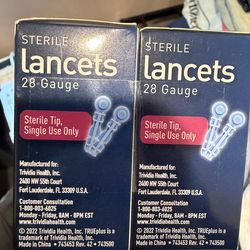 STERILE
lancets
28 Gauge
Sterile Tip,
Single Use Only
Manufactured for:
Trividia Health, Inc.
2400 NW 55th Court
Fort Lauderdale, FL 33309 U.S.A.
Customer Consultation
1-800-803-6025
Monday - Friday, 8AM - 8PM EST
www.trividiahealth.com
© 2022 Trividia Health, Inc. TRUEplus is a
trademark of Trividia Health, Inc.
Made in China • 743453 Rev. 42 • 743500
STERILE
lancets
28 Gauge
Sterile Tip,
Single Use Only
Manufactured for:
Trividia Health, Inc.
2400 NW 55th Court
Fort Lauderdale, FL 33309 U.S.A.
Customer Consultation
1-800-803-6025
Monday - Friday, 8AM - 8PM EST
www.trividiahealth.com
© 2022 Trividia Health, Inc. TRUEplus is a
trademark of Trividia Health, Inc.
Made in China • 743453 Rev. 42 • 743500